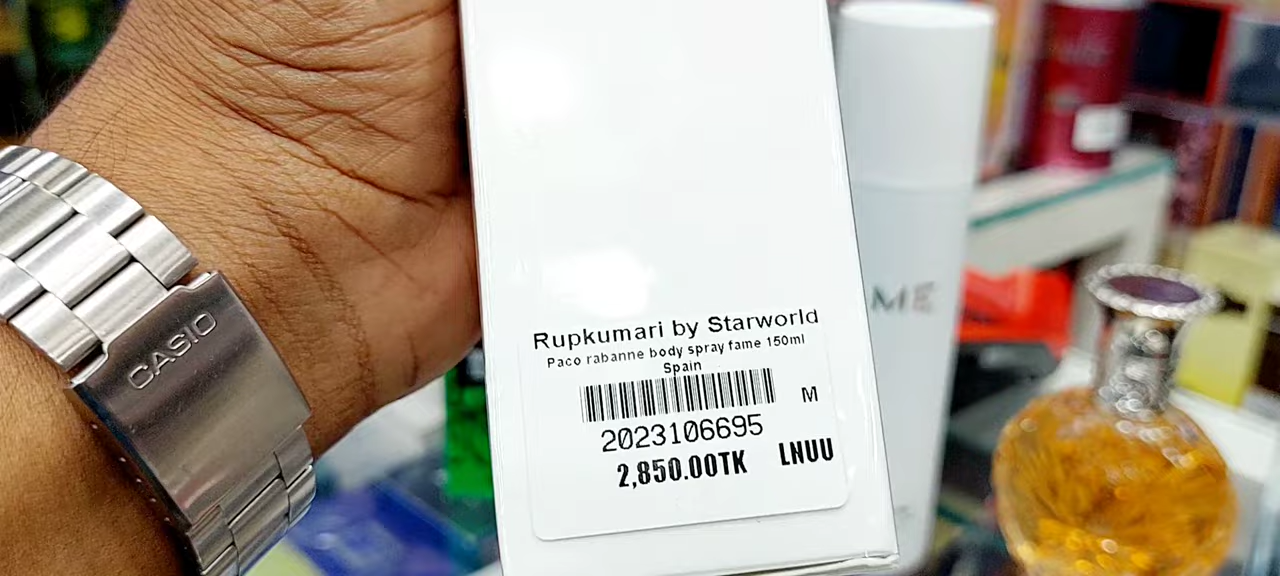 CASIO
Rupkumari by Starworld
Paco rabanne body spray fame 150ml
Spain
M
2023106695
2,850.00TK LNUU
ME